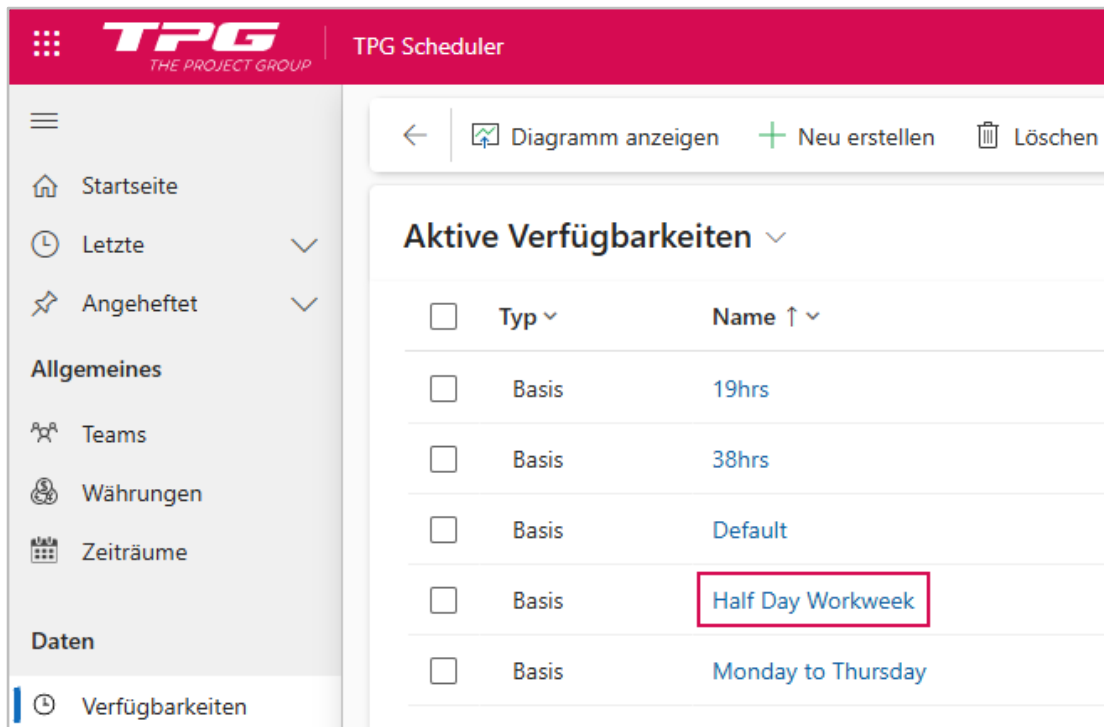 TPG
THE PROJECT GROUP
TPG Scheduler
Startseite
Letzte
Angeheftet
Allgemeines
Teams
Währungen
Zeiträume
Daten
Verfügbarkeiten
Diagramm anzeigen Neu erstellen Löschen
Aktive Verfügbarkeiten
Typ Name ↑
Basis 19hrs
Basis 38hrs
Basis Default
Basis Half Day Workweek
Basis Monday to Thursday